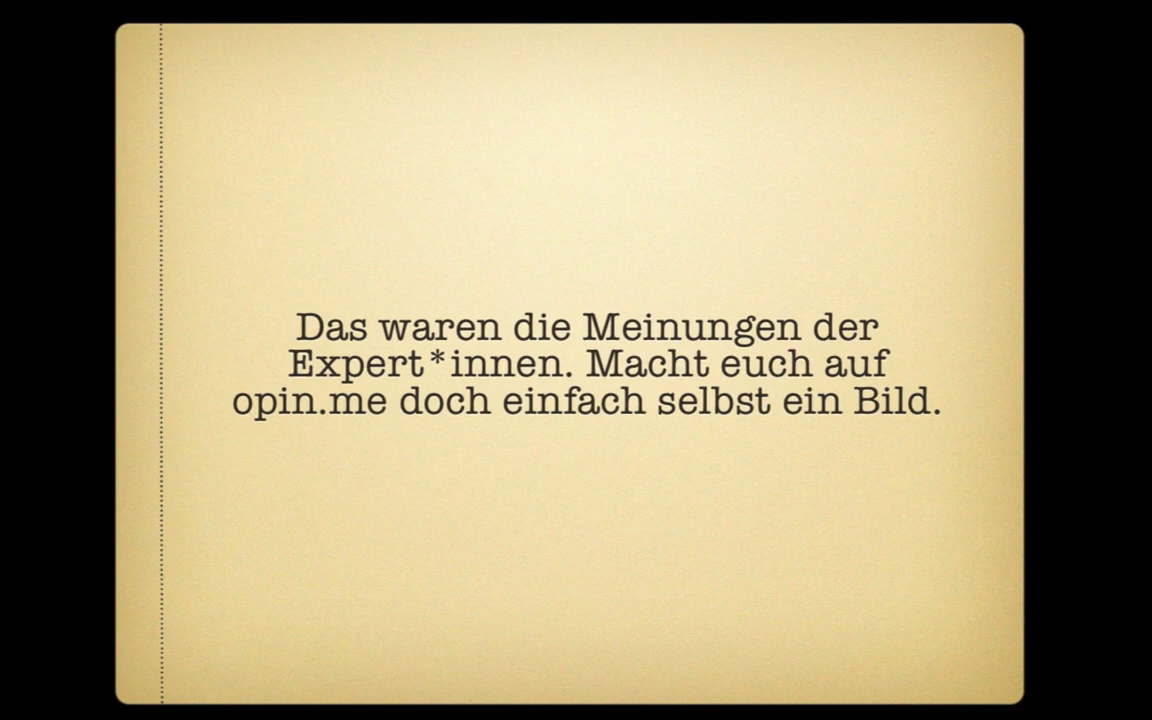 Das waren die Meinungen der
Expert*innen. Macht euch auf
opin.me doch einfach selbst ein Bild.